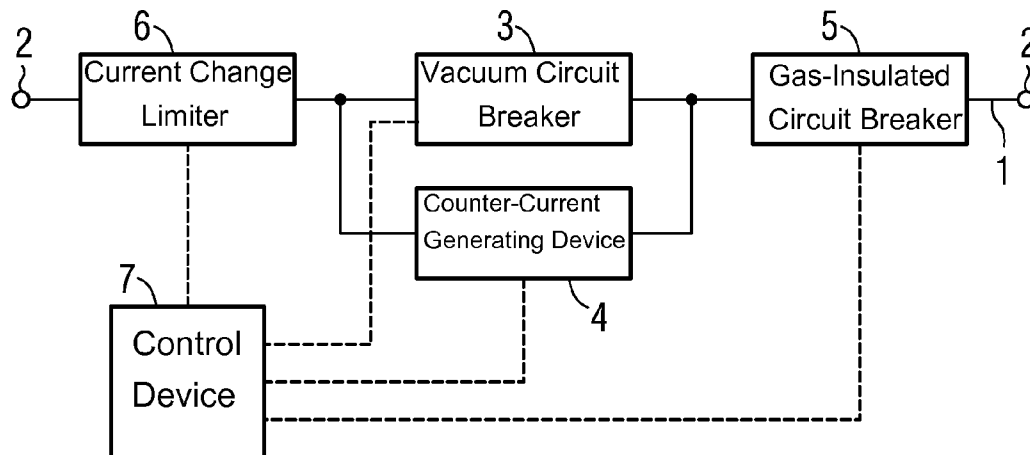 6
3
5
2
2
Current Change
Limiter
Vacuum Circuit
Breaker
Gas-Insulated
Circuit Breaker
1
Counter-Current
Generating Device
7
4
Control
Device